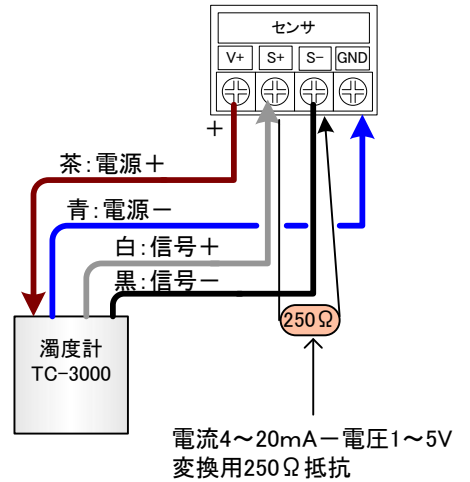 センサ
V+ S+ S- GND
+
茶:電源+
青:電源-
白:信号+
黒:信号-
250Ω
濁度計
TC-3000
電流4~20mA-電圧1~5V
変換用250Ω抵抗